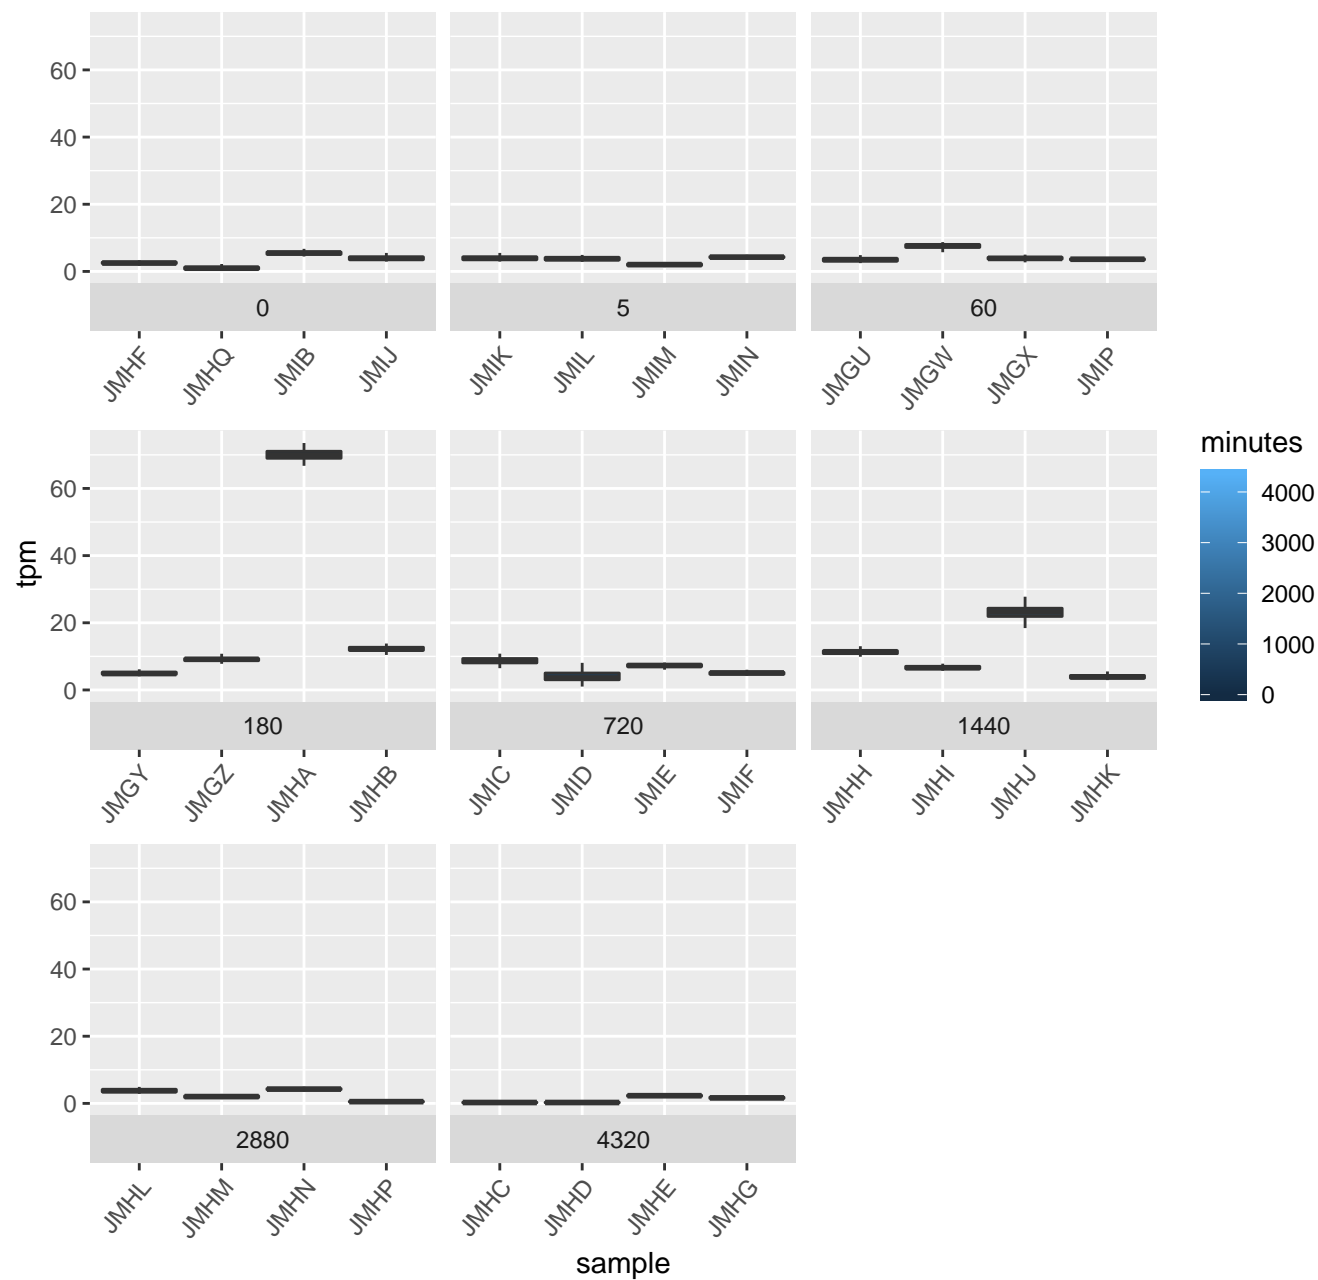 60
40
20
0
0
5
60
JMHF JMHQ JMIB JMIJ
JMIK JMIL JMIM JMIN
JMGU JMGW JMGX JMIP
60
40
20
0
180
720
1440
JMGY JMGZ JMHA JMHB
JMIC JMID JMIE JMIF
JMHH JMHI JMHJ JMHK
60
40
20
0
2880
4320
JMHL JMHM JMHN JMHP
JMHC JMHD JMHE JMHG
tpm
sample
minutes
4000
3000
2000
1000
0